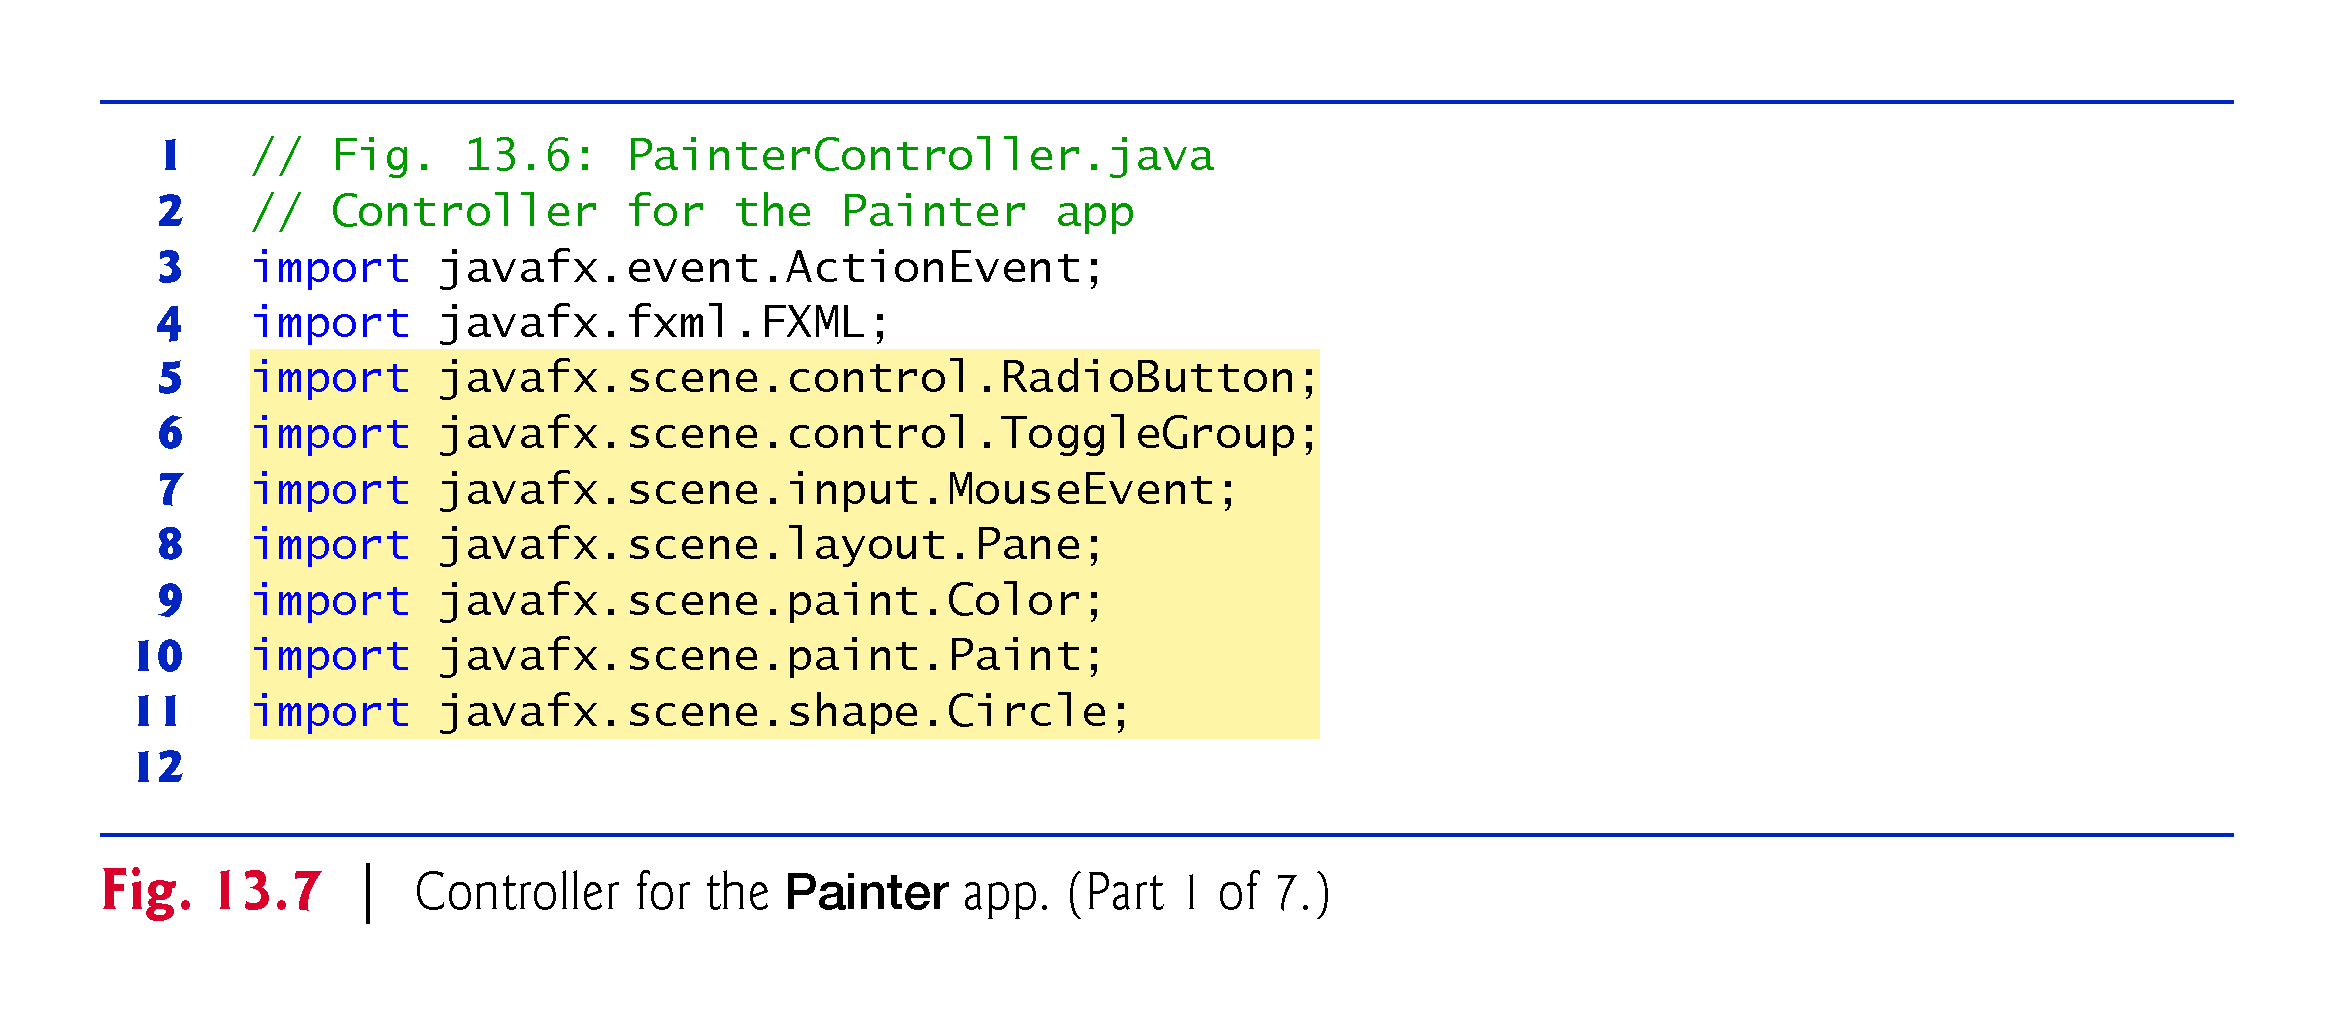 1 // Fig. 13.6: PainterController.java
2 // Controller for the Painter app
3 import javafx.event.ActionEvent;
4 import javafx.fxml.FXML;
5 import javafx.scene.control.RadioButton;
6 import javafx.scene.control.ToggleGroup;
7 import javafx.scene.input.MouseEvent;
8 import javafx.scene.layout.Pane;
9 import javafx.scene.paint.Color;
10 import javafx.scene.paint.Paint;
11 import javafx.scene.shape.Circle;
12
Fig. 13.7 | Controller for the Painter app. (Part 1 of 7.)